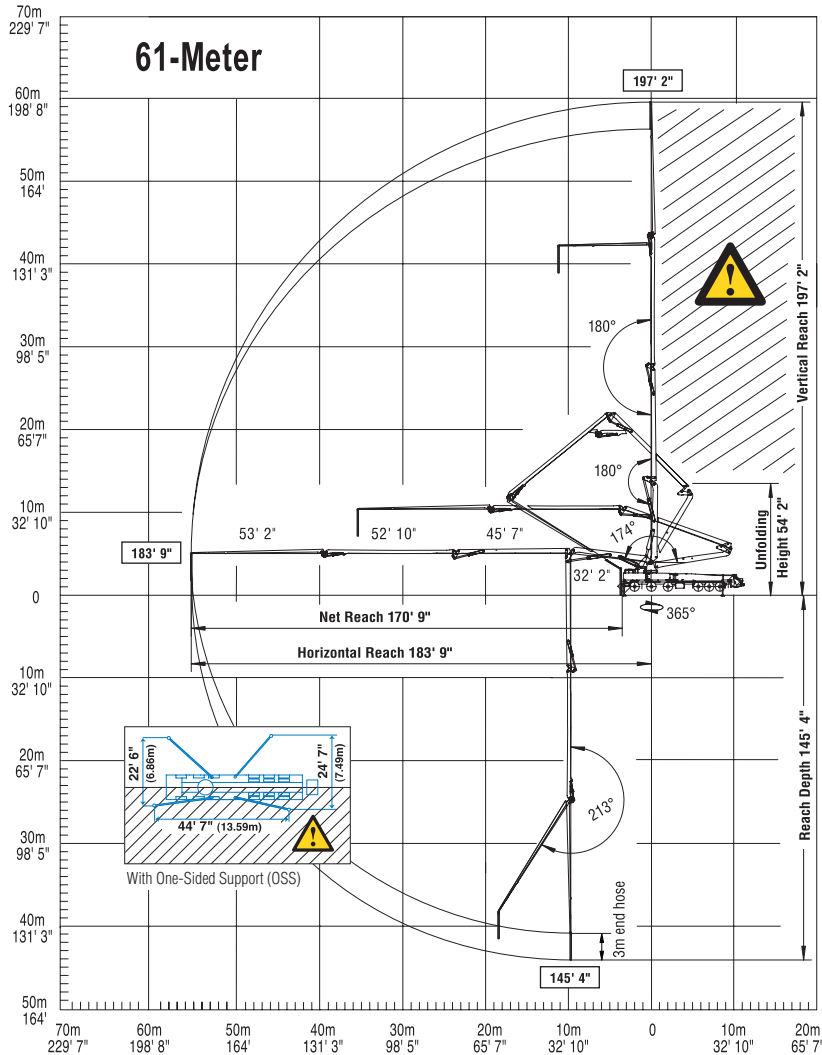 70m
229' 7"
61-Meter
197' 2"
60m
198' 8"
50m
164'
40m
131' 3"
Vertical Reach 197' 2"
180°
30m
98' 5"
20m
65'7"
180°
10m
32' 10"
174°
Unfolding
Height 54' 2"
53' 2"
52' 10"
45' 7"
183' 9"
32' 2"
0
365°
Net Reach 170' 9"
Horizontal Reach 183' 9"
10m
32' 10"
22' 6"
(6.86m)
24' 7"
(7.49m)
20m
65' 7"
Reach Depth 145' 4"
213°
44' 7" (13.59m)
30m
98' 5"
With One-Sided Support (OSS)
3m end hose
40m
131' 3"
145' 4"
50m
164'
70m 60m 50m 40m 30m 20m 10m 0 10m 20m
229' 7" 198' 8" 164' 131' 3" 98' 5" 65' 7" 32' 10" 32' 10" 65' 7"